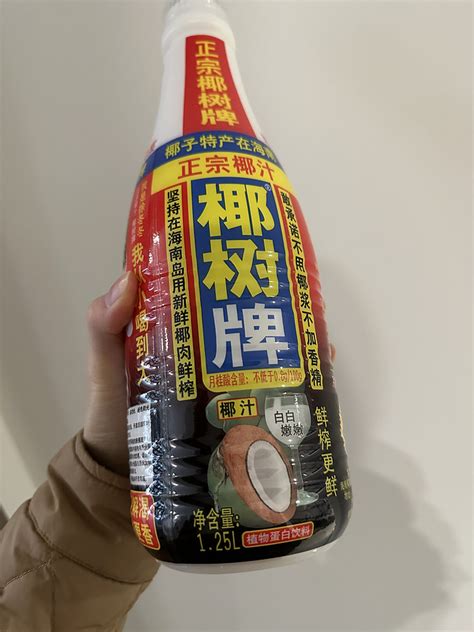 正宗椰树牌
椰子特产在海南
正宗椰汁
坚持在海南岛用新鲜椰肉鲜榨
椰树牌
®
敢承诺不用椰浆不加香精
月桂酸含量：不低于0.6g/100g
我从小喝到大
椰汁
白白
嫩嫩
鲜榨更鲜
净含量：
1.25L
植物蛋白饮料